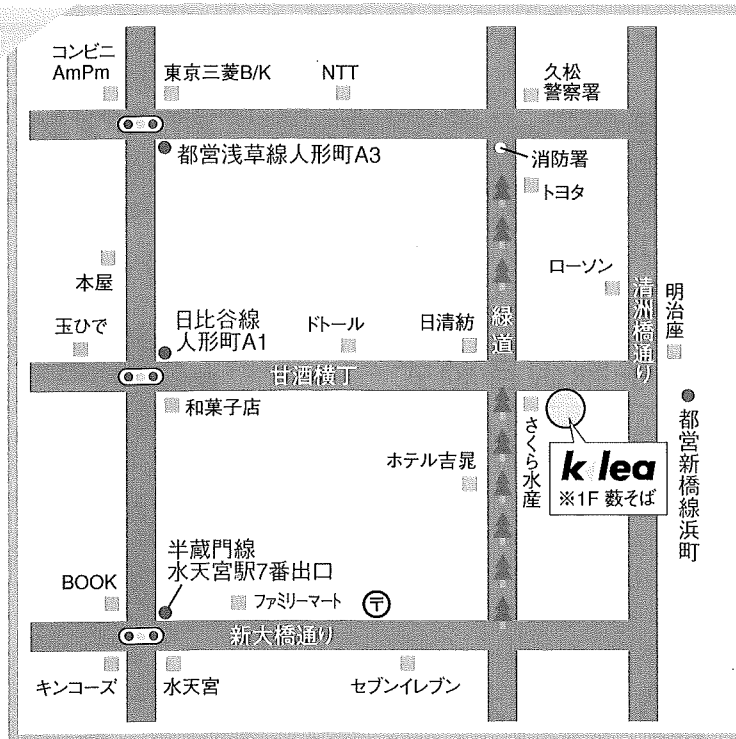 コンビニ
AmPm
東京三菱B/K
NTT
久松
警察署
都営浅草線人形町A3
消防署
トヨタ
本屋
ローソン
清洲橋通り
明治座
玉ひで
日比谷線
人形町A1
ドトール
日清紡
緑道
甘酒横丁
和菓子店
さくら水産
都営新橋線浜町
ホテル吉晁
k lea
※1F 藪そば
半蔵門線
水天宮駅7番出口
BOOK
ファミリーマート
〒
新大橋通り
キンコーズ
水天宮
セブンイレブン